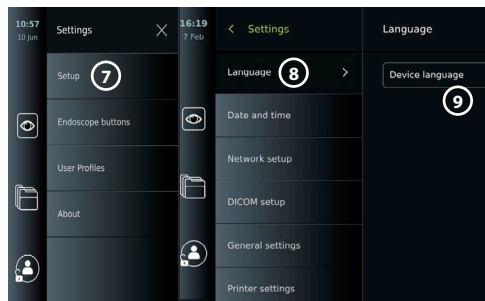 10:57
10 Jun
Settings
Setup
7
Endoscope buttons
User Profiles
About
16:19
7 Feb
Settings
Language
8
Date and time
Network setup
DICOM setup
General settings
Printer settings
Language
Device language
9